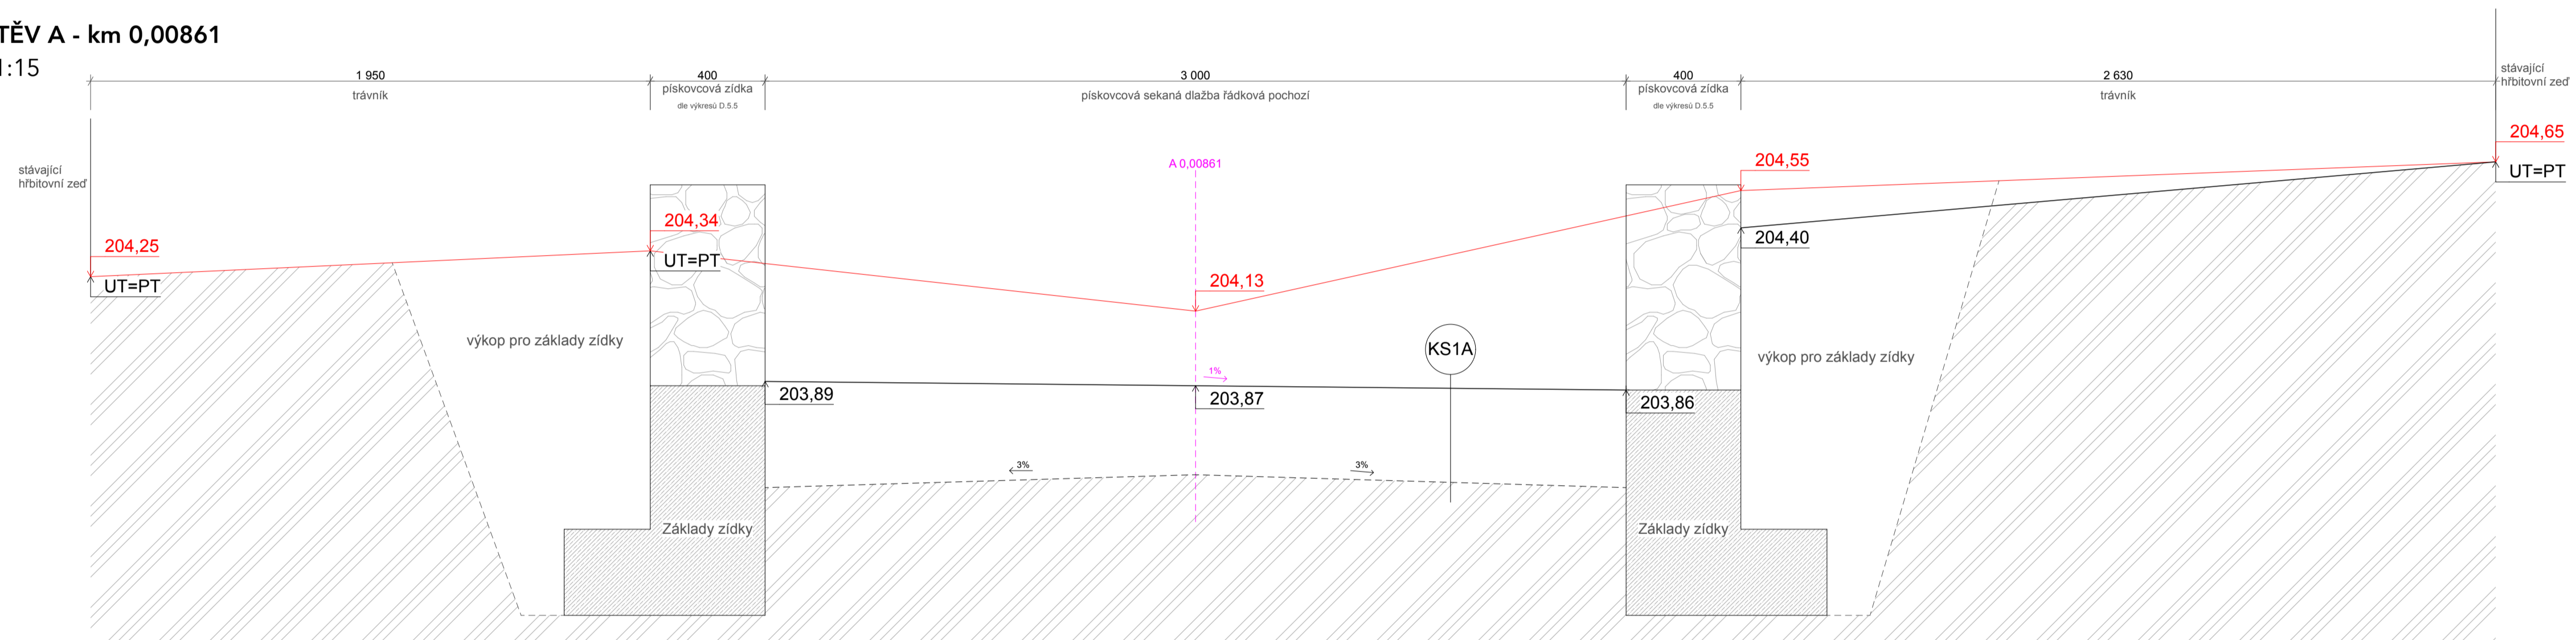 TĚV A - km 0,00861
1:15
1 950
trávník
400
pískovcová zídka
dle výkresů D.5.5
3 000
pískovcová sekaná dlažba řádková pochozí
400
pískovcová zídka
dle výkresů D.5.5
2 630
trávník
stávající
hřbitovní zeď
stávající
hřbitovní zeď
204,25
UT=PT
204,34
UT=PT
A 0,00861
204,13
204,55
204,40
204,65
UT=PT
výkop pro základy zídky
KS1A
výkop pro základy zídky
203,89
1%
203,87
203,86
3%
3%
Základy zídky
Základy zídky